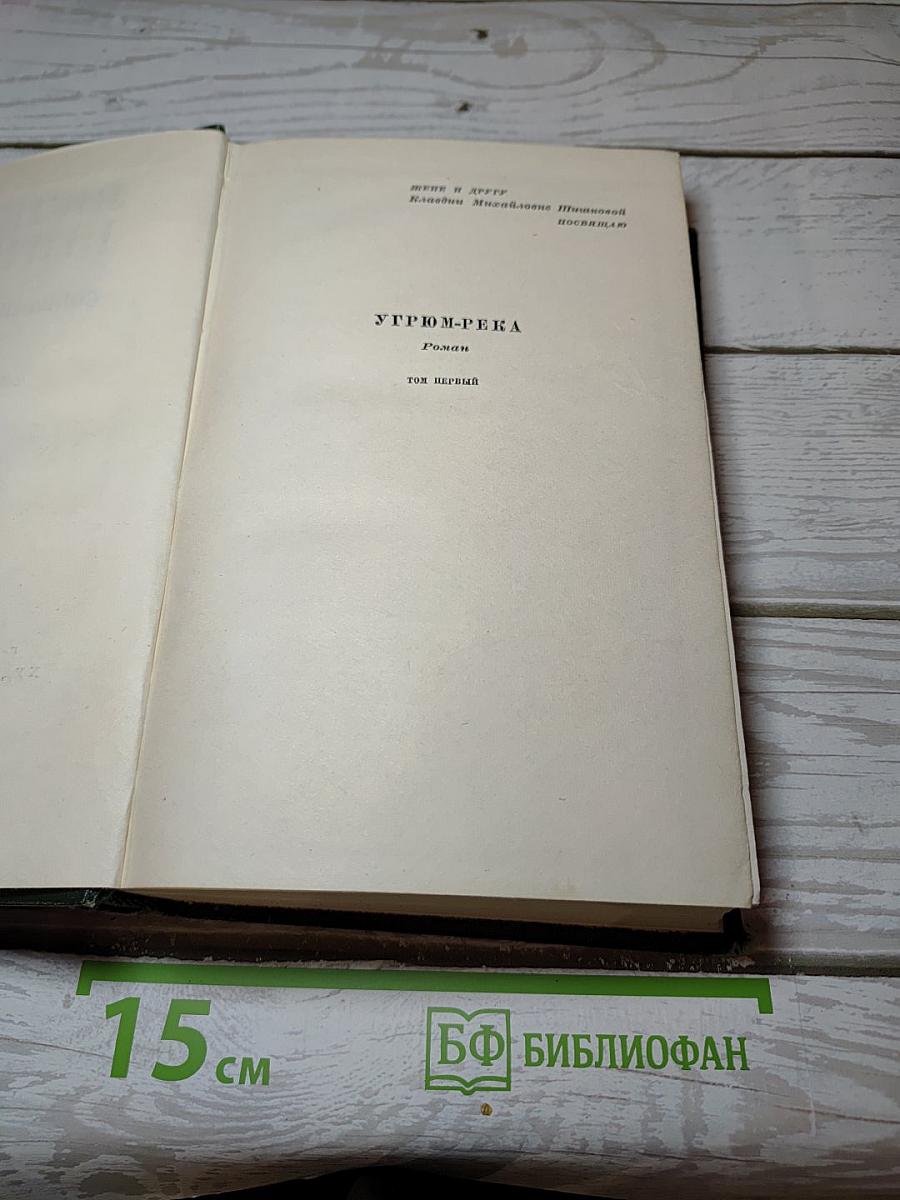 ЖЕНЕ И ДРУГУ
Клавдии Михайловне Шишковой
ПОСВЯЩАЮ
УГРЮМ-РЕКА
Роман
ТОМ ПЕРВЫЙ
15 СМ
БФ БИБЛИОФАН